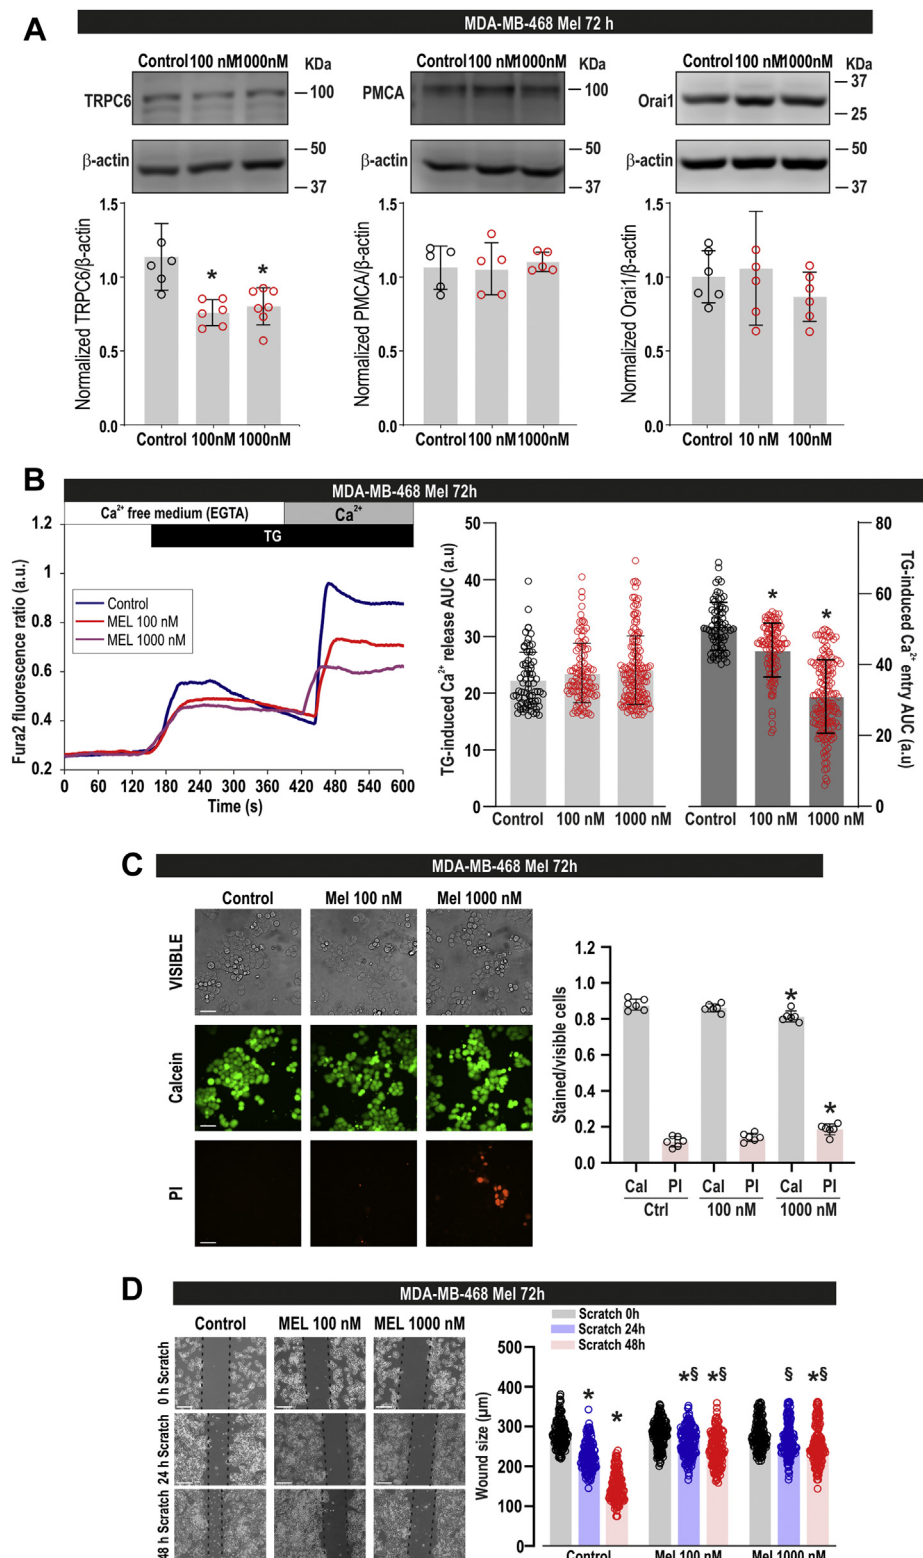 A
MDA-MB-468 Mel 72 h
Control 100 nM 1000nM KDa
TRPC6
100
β-actin
50
37
Control 100 nM 1000nM KDa
PMCA
100
β-actin
50
37
Control 100 nM 1000nM KDa
Orai1
37
25
β-actin
50
37
Normalized TRPC6/β-actin
1.5
1.0
0.5
0.0
* *
Control 100nM 1000nM
Normalized PMCA/β-actin
1.5
1.0
0.5
0.0
Control 100 nM 1000nM
Normalized Orai1/β-actin
1.5
1.0
0.5
0.0
Control 10 nM 100nM
B
MDA-MB-468 Mel 72h
Ca2+ free medium (EGTA)
Ca2+
TG
Fura2 fluorescence ratio (a.u.)
1.2
1
0.8
0.6
0.4
0.2
Control
MEL 100 nM
MEL 1000 nM
0 60 120 180 240 300 360 420 480 540 600
Time (s)
TG-induced Ca2+ release AUC (a.u)
50
40
30
20
10
0
Control 100 nM 1000 nM
* *
Control 100 nM 1000 nM
80
60
40
20
0
TG-induced Ca2+ entry AUC (a.u)
C
MDA-MB-468 Mel 72h
Control Mel 100 nM Mel 1000 nM
VISIBLE
Calcein
PI
Stained/visible cells
1.2
1.0
0.8
0.6
0.4
0.2
0.0
* *
Cal PI Cal PI Cal PI
Ctrl 100 nM 1000 nM
D
MDA-MB-468 Mel 72h
Control MEL 100 nM MEL 1000 nM
0 h Scratch
24 h Scratch
48 h Scratch
Scratch 0h
Scratch 24h
Scratch 48h
Wound size (μm)
500
400
300
200
100
0
* * *§ *§ § *§
Control Mel 100 nM Mel 1000 nM